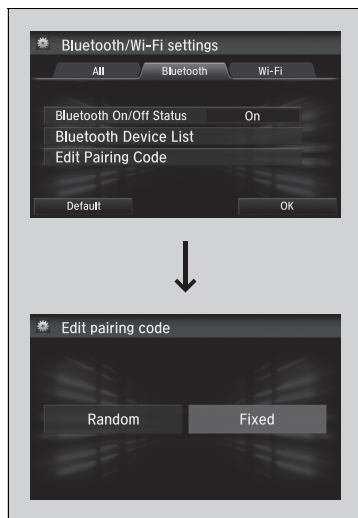 Bluetooth/Wi-Fi settings
All Bluetooth Wi-Fi
Bluetooth On/Off Status On
Bluetooth Device List
Edit Pairing Code
Default OK
Edit pairing code
Random Fixed